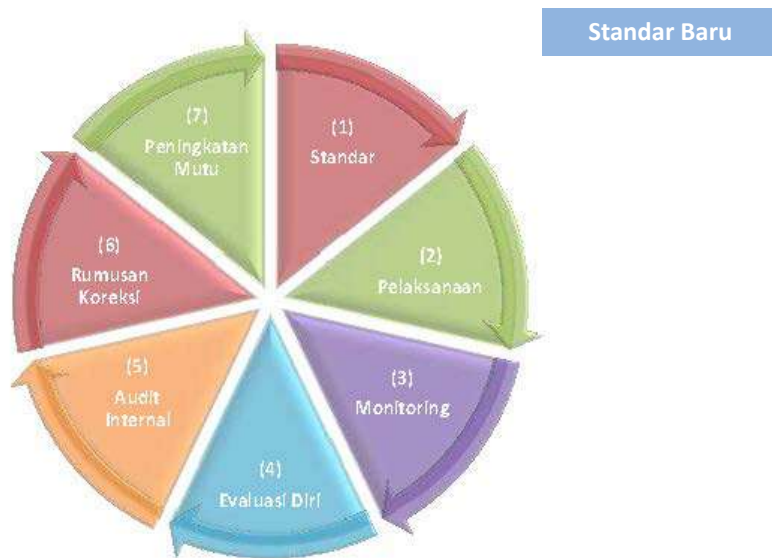 Standar Baru
(7)
Peningkatan
Mutu
(1)
Standar
(2)
Pelaksanaan
(3)
Monitoring
(4)
Evaluasi Diri
(5)
Audit
Internal
(6)
Rumusan
Koreksi